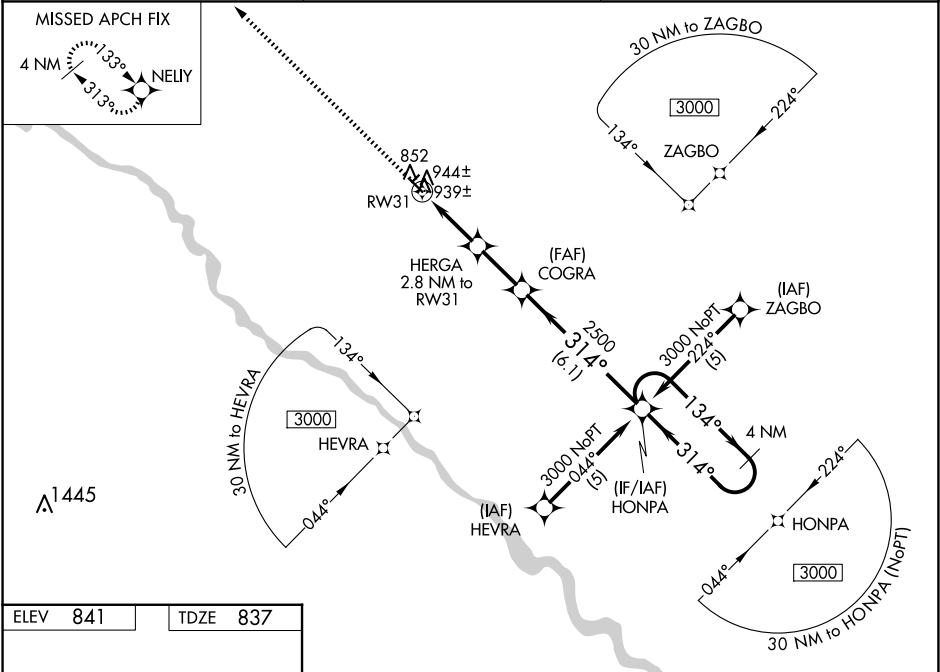 MISSED APCH FIX
4 NM
133°
NELIY
313°
30 NM to ZAGBO
3000
224°
134°
ZAGBO
852
944±
939±
RW31
HERGA
2.8 NM to
RW31
(FAF)
COGRA
(IAF)
ZAGBO
3000 NoPT
224°
(5)
2500
314°
(6.1)
134°
4 NM
314°
30 NM to HEVRA
134°
3000
HEVRA
044°
3000 NoPT
044°
(5)
(IAF)
HEVRA
(IF/IAF)
HONPA
224°
HONPA
044°
3000
30 NM to HONPA (NoPT)
1445
ELEV 841
TDZE 837